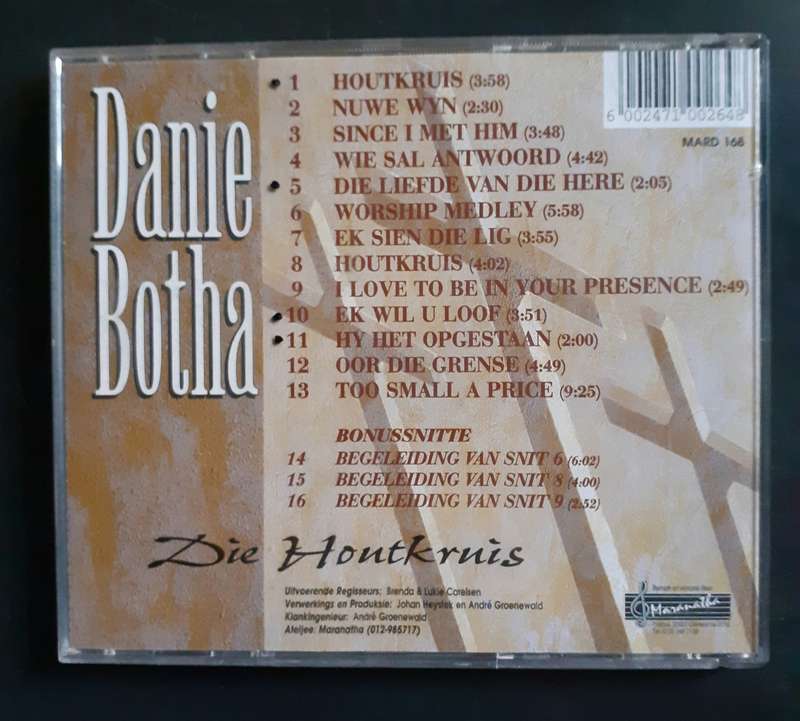 Danie
Botha
1 HOUTKRUIS (3:58)
2 NUWE WYN (2:30)
3 SINCE I MET HIM (3:48)
4 WIE SAL ANTWOORD (4:42)
5 DIE LIEFDE VAN DIE HERE (2:05)
6 WORSHIP MEDLEY (5:58)
7 EK SIEN DIE LIG (3:55)
8 HOUTKRUIS (4:02)
9 I LOVE TO BE IN YOUR PRESENCE (2:49)
10 EK WIL U LOOF (3:51)
11 HY HET OPGESTAAN (2:00)
12 OOR DIE GRENSE (4:49)
13 TOO SMALL A PRICE (9:25)
BONUSSNITTE
14 BEGELEIDING VAN SNIT 6 (6:02)
15 BEGELEIDING VAN SNIT 8 (4:00)
16 BEGELEIDING VAN SNIT 9 (2:52)
6 002471 002648
MARD 168
Die Houtkruis
Uitvoerende Regisseurs: Brenda & Lukie Carelsen
Verwerkings en Produksie: Johan Heystek en André Groenewald
Klankingenieur: André Groenewald
Ateljee: Maranatha (012-985717)
Maranatha